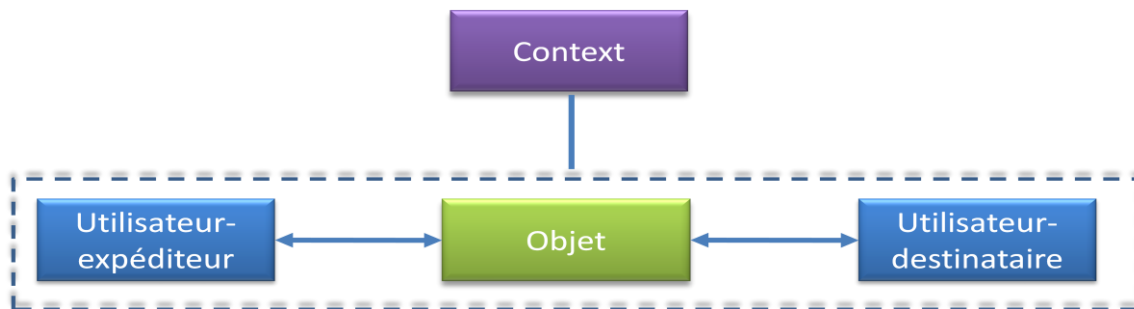 Context
Utilisateur-
expéditeur
Objet
Utilisateur-
destinataire